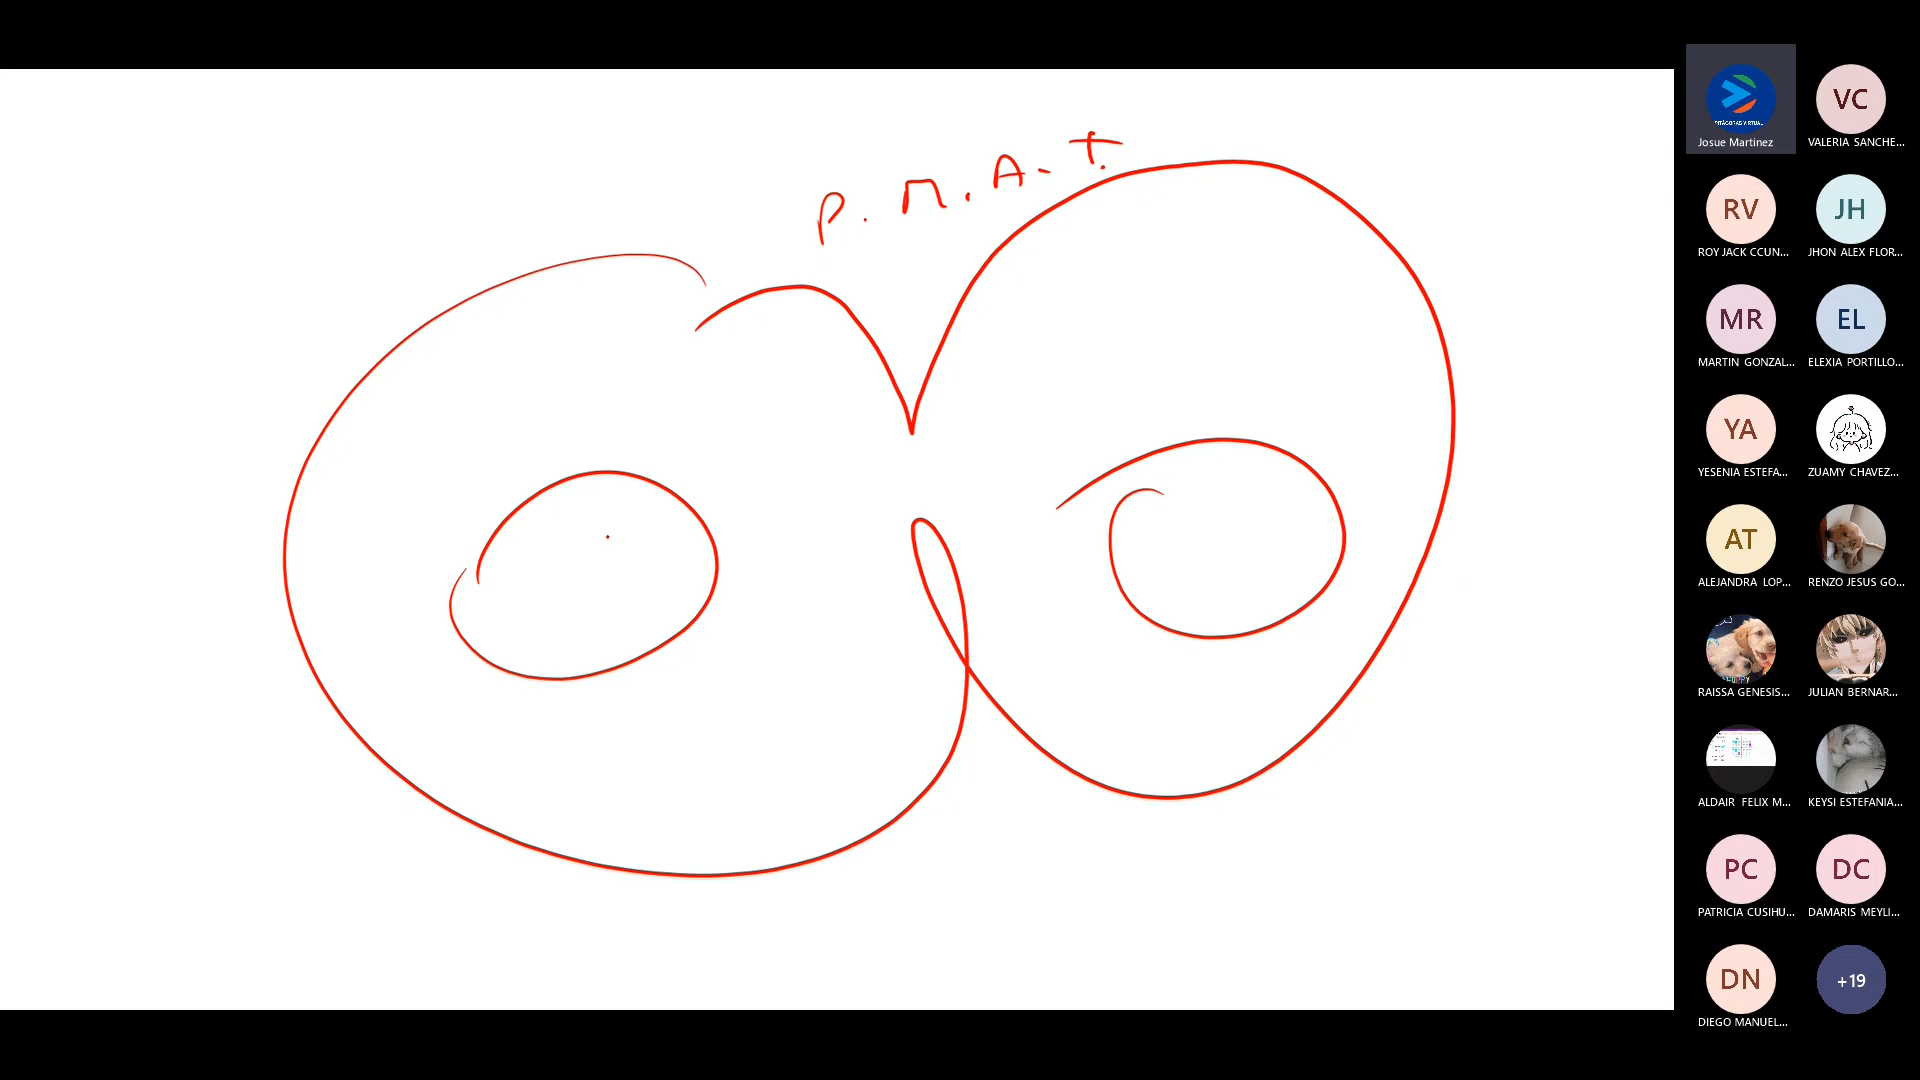 P. M. A. T.
PITÁGORAS VIRTUAL
Josue Martinez
VC
VALERIA SANCHE...
RV
ROY JACK CCUN...
JH
JHON ALEX FLOR...
MR
MARTIN GONZAL...
EL
ELEXIA PORTILLO...
YA
YESENIA ESTEFA...
ZUAMY CHAVEZ...
AT
ALEJANDRA LOP...
RENZO JESUS GO...
RAISSA GENESIS...
JULIAN BERNAR...
ALDAIR FELIX M...
KEYSI ESTEFANIA...
PC
PATRICIA CUSIHU...
DC
DAMARIS MEYLI...
DN
DIEGO MANUEL...
+19